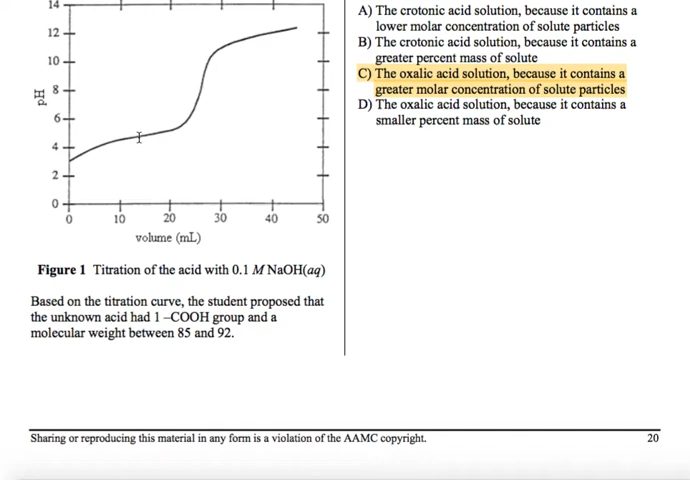 14
12
10
8
6
4
2
0
pH
0 10 20 30 40 50
volume (mL)
Figure 1 Titration of the acid with 0.1 M NaOH(aq)
Based on the titration curve, the student proposed that
the unknown acid had 1 –COOH group and a
molecular weight between 85 and 92.
A) The crotonic acid solution, because it contains a
lower molar concentration of solute particles
B) The crotonic acid solution, because it contains a
greater percent mass of solute
C) The oxalic acid solution, because it contains a
greater molar concentration of solute particles
D) The oxalic acid solution, because it contains a
smaller percent mass of solute
Sharing or reproducing this material in any form is a violation of the AAMC copyright.
20